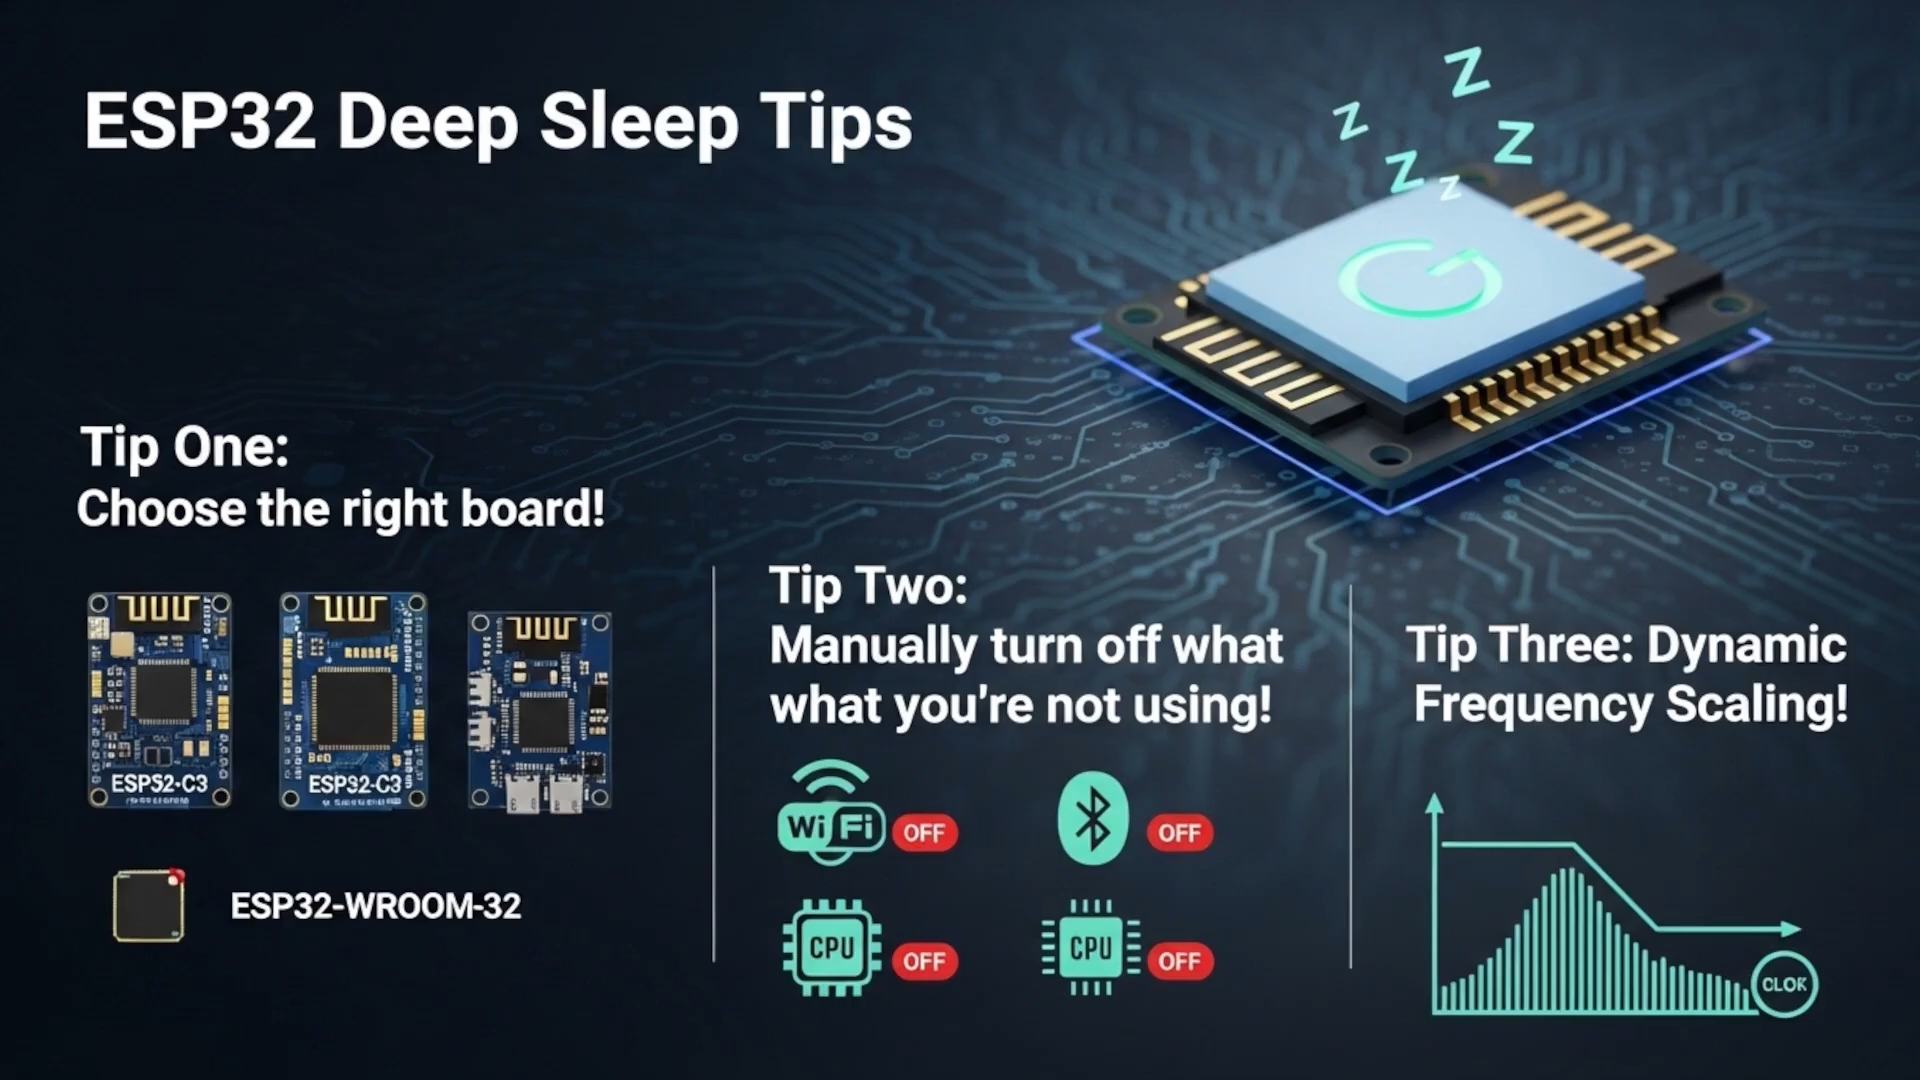 ESP32 Deep Sleep Tips
Z
Z
Z
Z
Z
Tip One:
Choose the right board!
ESP32-C3
ESP32-C3
ESP32-WROOM-32
Tip Two:
Manually turn off what
what you're not using!
WiFi OFF
OFF
CPU OFF
CPU OFF
Tip Three: Dynamic
Frequency Scaling!
CLOK